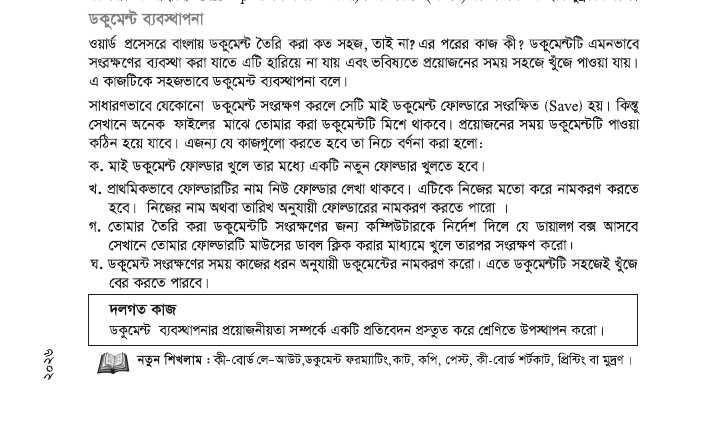 ডকুমেন্ট ব্যবস্থাপনা
ওয়ার্ড প্রসেসরে বাংলায় ডকুমেন্ট তৈরি করা কত সহজ, তাই না? এর পরের কাজ কী? ডকুমেন্টটি এমনভাবে
সংরক্ষণের ব্যবস্থা করা যাতে এটি হারিয়ে না যায় এবং ভবিষ্যতে প্রয়োজনের সময় সহজে খুঁজে পাওয়া যায়।
এ কাজটিকে সহজভাবে ডকুমেন্ট ব্যবস্থাপনা বলে।
সাধারণভাবে যেকোনো ডকুমেন্ট সংরক্ষণ করলে সেটি মাই ডকুমেন্ট ফোল্ডারে সংরক্ষিত (Save) হয়। কিন্তু
সেখানে অনেক ফাইলের মাঝে তোমার করা ডকুমেন্টটি মিশে থাকবে। প্রয়োজনের সময় ডকুমেন্টটি পাওয়া
কঠিন হয়ে যাবে। এজন্য যে কাজগুলো করতে হবে তা নিচে বর্ণনা করা হলো:
ক. মাই ডকুমেন্ট ফোল্ডার খুলে তার মধ্যে একটি নতুন ফোল্ডার খুলতে হবে।
খ. প্রাথমিকভাবে ফোল্ডারটির নাম নিউ ফোল্ডার লেখা থাকবে। এটিকে নিজের মতো করে নামকরণ করতে
হবে। নিজের নাম অথবা তারিখ অনুযায়ী ফোল্ডারের নামকরণ করতে পারো ।
গ. তোমার তৈরি করা ডকুমেন্টটি সংরক্ষণের জন্য কম্পিউটারকে নির্দেশ দিলে যে ডায়ালগ বক্স আসবে
সেখানে তোমার ফোল্ডারটি মাউসের ডাবল ক্লিক করার মাধ্যমে খুলে তারপর সংরক্ষণ করো।
ঘ. ডকুমেন্ট সংরক্ষণের সময় কাজের ধরন অনুযায়ী ডকুমেন্টের নামকরণ করো। এতে ডকুমেন্টটি সহজেই খুঁজে
বের করতে পারবে।
দলগত কাজ
ডকুমেন্ট ব্যবস্থাপনার প্রয়োজনীয়তা সম্পর্কে একটি প্রতিবেদন প্রস্তুত করে শ্রেণিতে উপস্থাপন করো।
নতুন শিখলাম : কী-বোর্ড লে-আউট,ডকুমেন্ট ফরম্যাটিং,কাট, কপি, পেস্ট, কী-বোর্ড শর্টকাট, প্রিন্টিং বা মুদ্রণ।
২০২৬